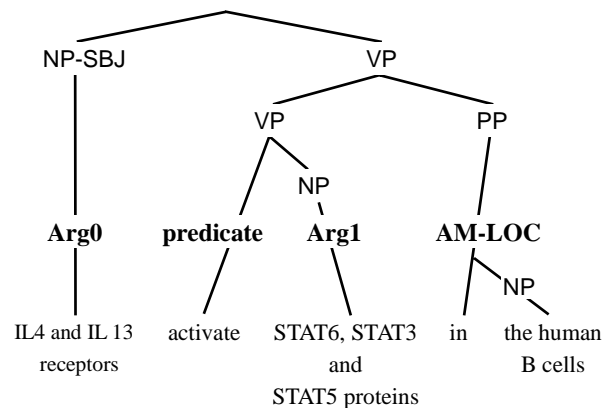 NP-SBJ VP
VP PP
NP
Arg0 predicate Arg1 AM-LOC
NP
IL4 and IL 13 activate STAT6, STAT3 in the human
receptors and B cells
STAT5 proteins